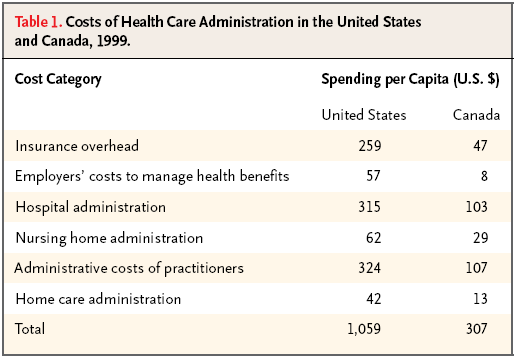 Table 1. Costs of Health Care Administration in the United States
and Canada, 1999.
Cost Category Spending per Capita (U.S. $)
United States Canada
Insurance overhead 259 47
Employers’ costs to manage health benefits 57 8
Hospital administration 315 103
Nursing home administration 62 29
Administrative costs of practitioners 324 107
Home care administration 42 13
Total 1,059 307